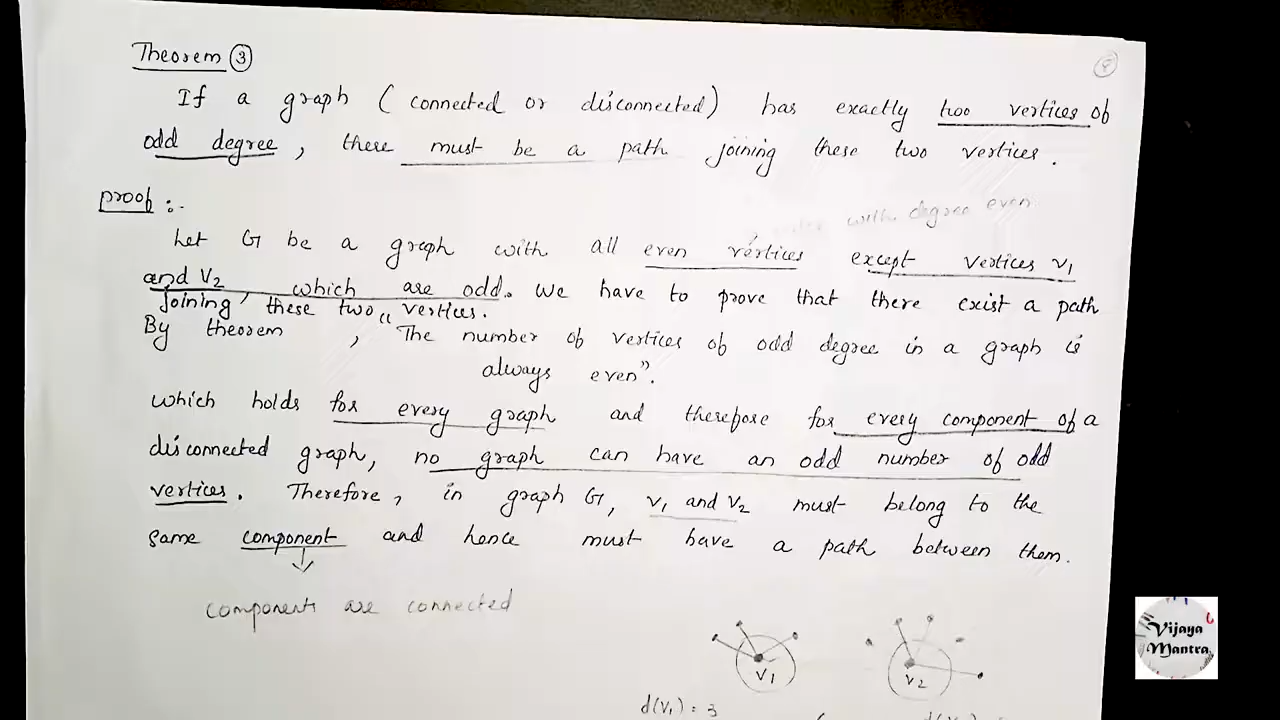 Theorem ③
If a graph (connected or disconnected) has exactly two vertices of
odd degree, there must be a path joining these two vertices.
proof :-
with degree even
Let G be a graph with all even vertices except vertices v1
and v2, which are odd. We have to prove that there exist a path
joining these two vertices.
By theorem , "The number of vertices of odd degree in a graph is
always even".
which holds for every graph and therefore for every component of a
disconnected graph, no graph can have an odd number of odd
vertices. Therefore, in graph G, v1 and v2 must belong to the
same component and hence must have a path between them.
components are connected
v1 v2
d(v1) = 3
d(v2)
Vijaya
Mantra